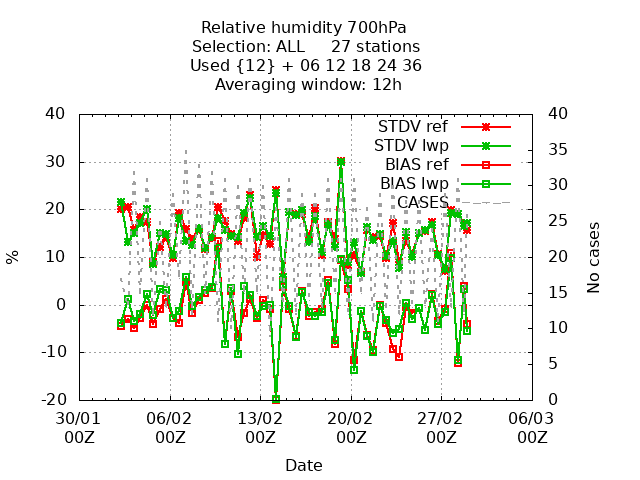 Relative humidity 700hPa
Selection: ALL     27 stations
Used {12} + 06 12 18 24 36
Averaging window: 12h
40 40
STDV ref
35
STDV lwp
30
BIAS ref
30
BIAS lwp
CASES
20
25
%
No cases
10
20
15
0
10
-10
5
-20 0
30/01 06/02 13/02 20/02 27/02 06/03
00Z 00Z 00Z 00Z 00Z 00Z
Date